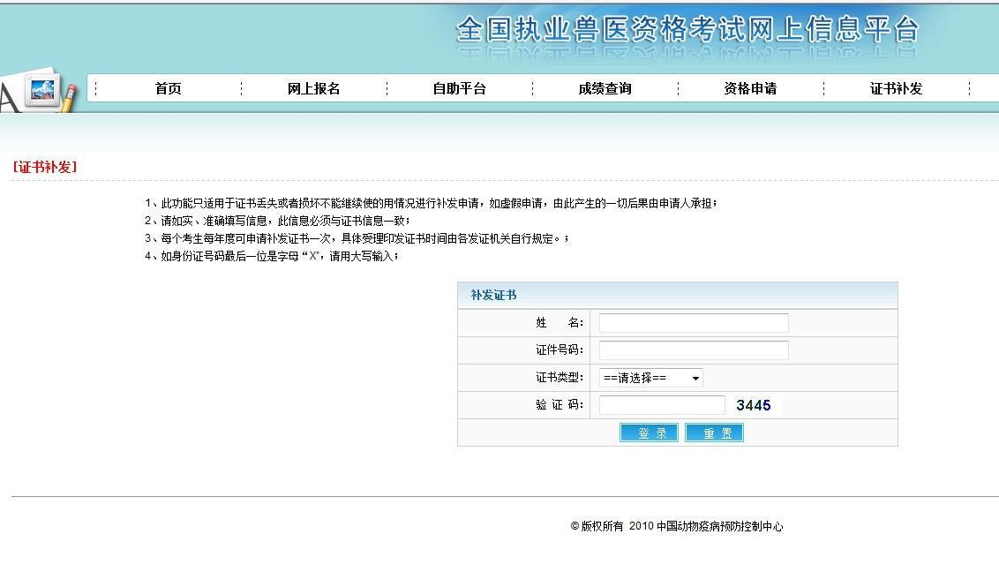 全国执业兽医资格考试网上信息平台
A
首页 网上报名 自助平台 成绩查询 资格申请 证书补发
[证书补发]
1、此功能只适用于证书丢失或者损坏不能继续使的用情况进行补发申请，如虚假申请，由此产生的一切后果由申请人承担；
2、请如实、准确填写信息，此信息必须与证书信息一致；
3、每个考生每年度可申请补发证书一次，具体受理印发证书时间由各发证机关自行规定。；
4、如身份证号码最后一位是字母“X”，请用大写输入；
补发证书
姓 名：
证件号码：
证书类型： ==请选择==
验 证 码： 3445
登 录 重 置
© 版权所有 2010 中国动物疫病预防控制中心